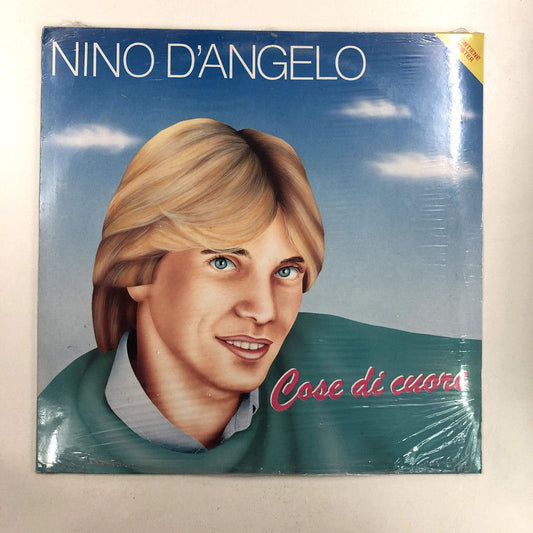 NINO D'ANGELO
Cose di cuore